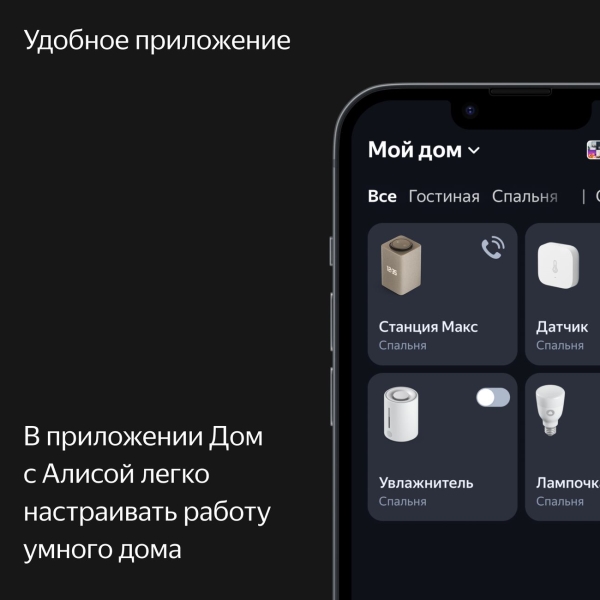 Удобное приложение
Мой дом
Все Гостиная Спальня |
Станция Макс
Спальня
Датчик
Спальня
Увлажнитель
Спальня
Лампочка
Спальня
В приложении Дом
с Алисой легко
настраивать работу
умного дома